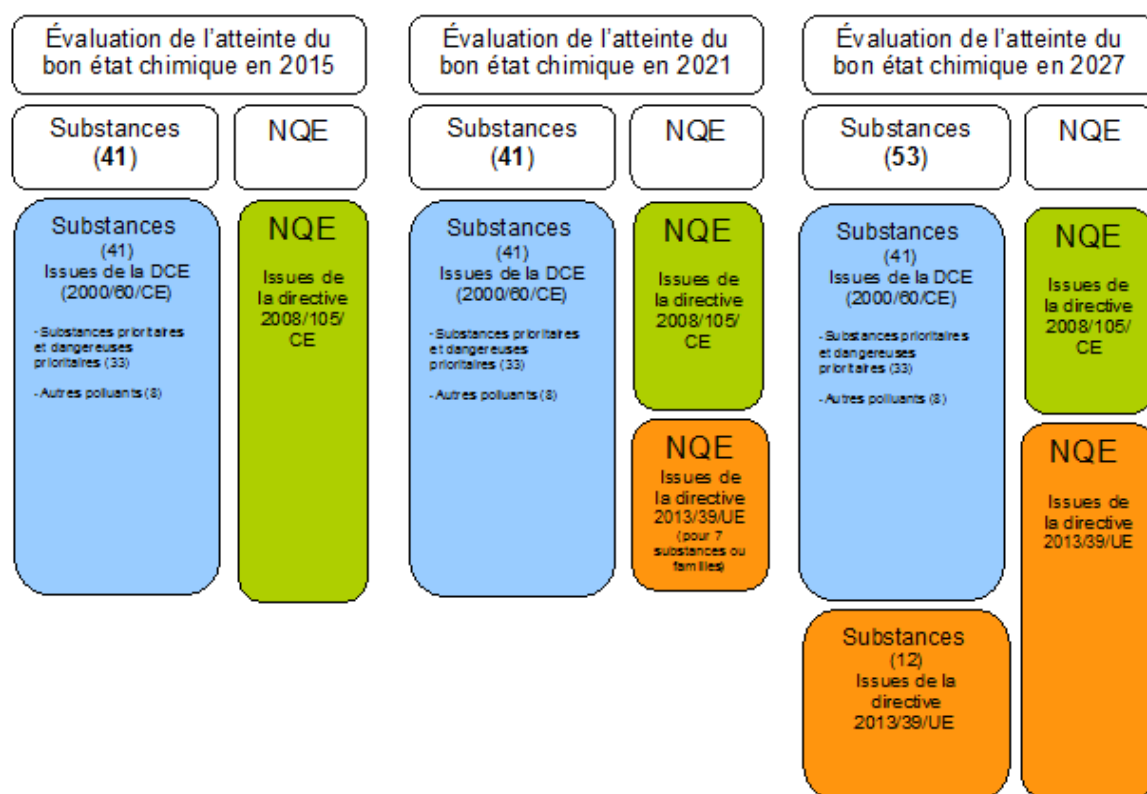 Évaluation de l'atteinte du
bon état chimique en 2015
Substances
(41)
NQE
Substances
(41)
Issues de la DCE
(2000/60/CE)
- Substances prioritaires
et dangereuses
prioritaires (33)
- Autres polluants (8)
NQE
Issues de
la directive
2008/105/
CE
Évaluation de l'atteinte du
bon état chimique en 2021
Substances
(41)
NQE
Substances
(41)
Issues de la DCE
(2000/60/CE)
- Substances prioritaires
et dangereuses
prioritaires (33)
- Autres polluants (8)
NQE
Issues de
la directive
2008/105/
CE
NQE
Issues de
la directive
2013/39/UE
(pour 7
substances ou
familles)
Évaluation de l'atteinte du
bon état chimique en 2027
Substances
(53)
NQE
Substances
(41)
Issues de la DCE
(2000/60/CE)
- Substances prioritaires
et dangereuses
prioritaires (33)
- Autres polluants (8)
Substances
(12)
Issues de la
directive
2013/39/UE
NQE
Issues de
la directive
2008/105/
CE
NQE
Issues de
la directive
2013/39/UE